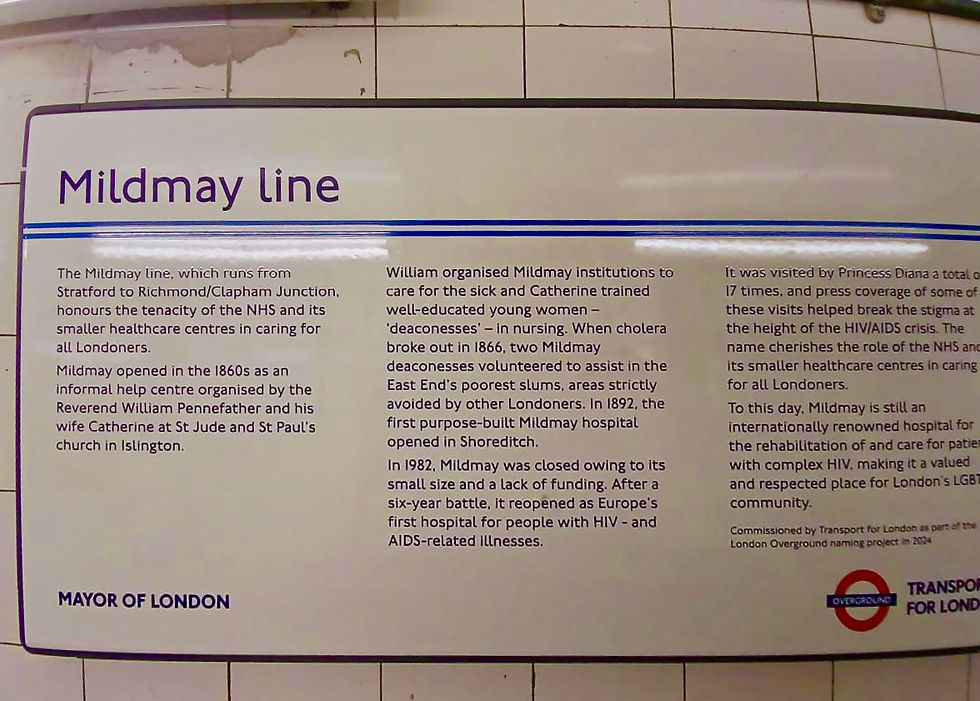 Mildmay line
The Mildmay line, which runs from
Stratford to Richmond/Clapham Junction,
honours the tenacity of the NHS and its
smaller healthcare centres in caring for
all Londoners.
Mildmay opened in the 1860s as an
informal help centre organised by the
Reverend William Pennefather and his
wife Catherine at St Jude and St Paul's
church in Islington.
William organised Mildmay institutions to
care for the sick and Catherine trained
well-educated young women –
'deaconesses' – in nursing. When cholera
broke out in 1866, two Mildmay
deaconesses volunteered to assist in the
East End's poorest slums, areas strictly
avoided by other Londoners. In 1892, the
first purpose-built Mildmay hospital
opened in Shoreditch.
In 1982, Mildmay was closed owing to its
small size and a lack of funding. After a
six-year battle, it reopened as Europe's
first hospital for people with HIV - and
AIDS-related illnesses.
It was visited by Princess Diana a total o
17 times, and press coverage of some of
these visits helped break the stigma at
the height of the HIV/AIDS crisis. The
name cherishes the role of the NHS and
its smaller healthcare centres in caring
for all Londoners.
To this day, Mildmay is still an
internationally renowned hospital for
the rehabilitation of and care for patie
with complex HIV, making it a valued
and respected place for London's LGBT
community.
Commissioned by Transport for London as part of the
London Overground naming project in 2024
MAYOR OF LONDON
OVERGROUND
TRANSPO
FOR LOND